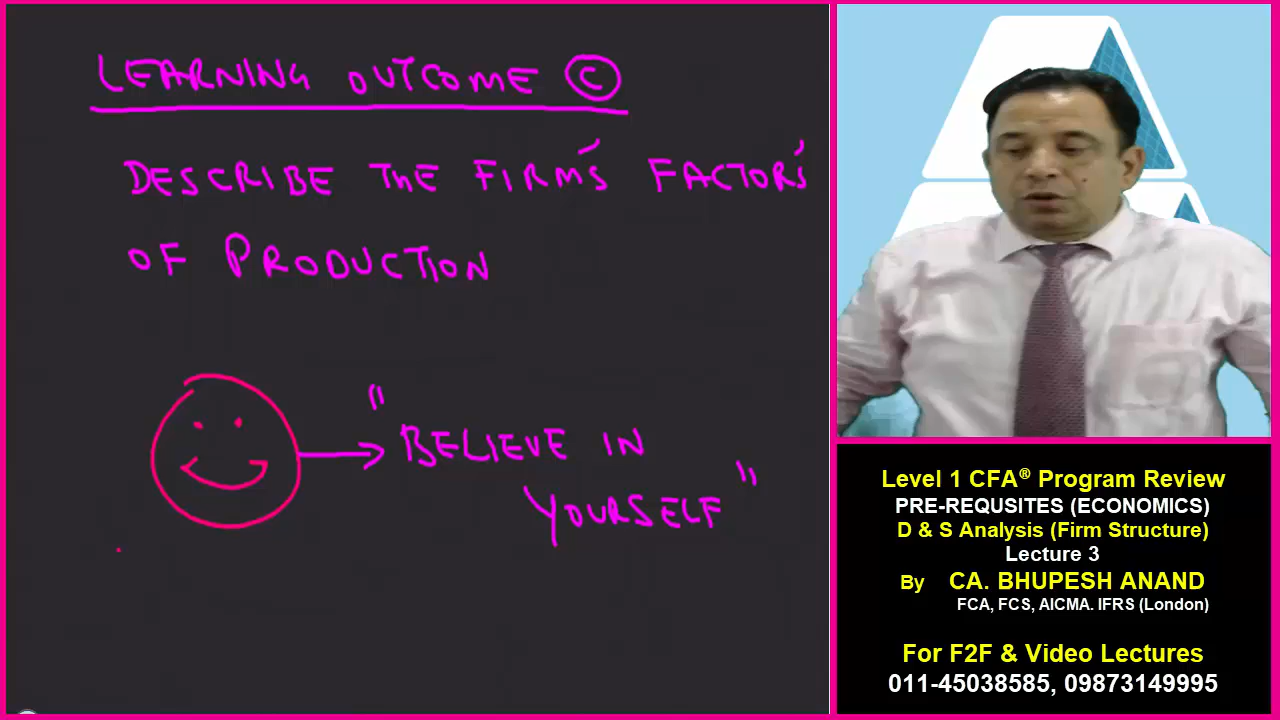 LEARNING OUTCOME ©
DESCRIBE THE FIRM'S FACTOR'S
OF PRODUCTION
"BELIEVE IN
YOURSELF"
Level 1 CFA® Program Review
PRE-REQUSITES (ECONOMICS)
D & S Analysis (Firm Structure)
Lecture 3
By CA. BHUPESH ANAND
FCA, FCS, AICMA. IFRS (London)
For F2F & Video Lectures
011-45038585, 09873149995